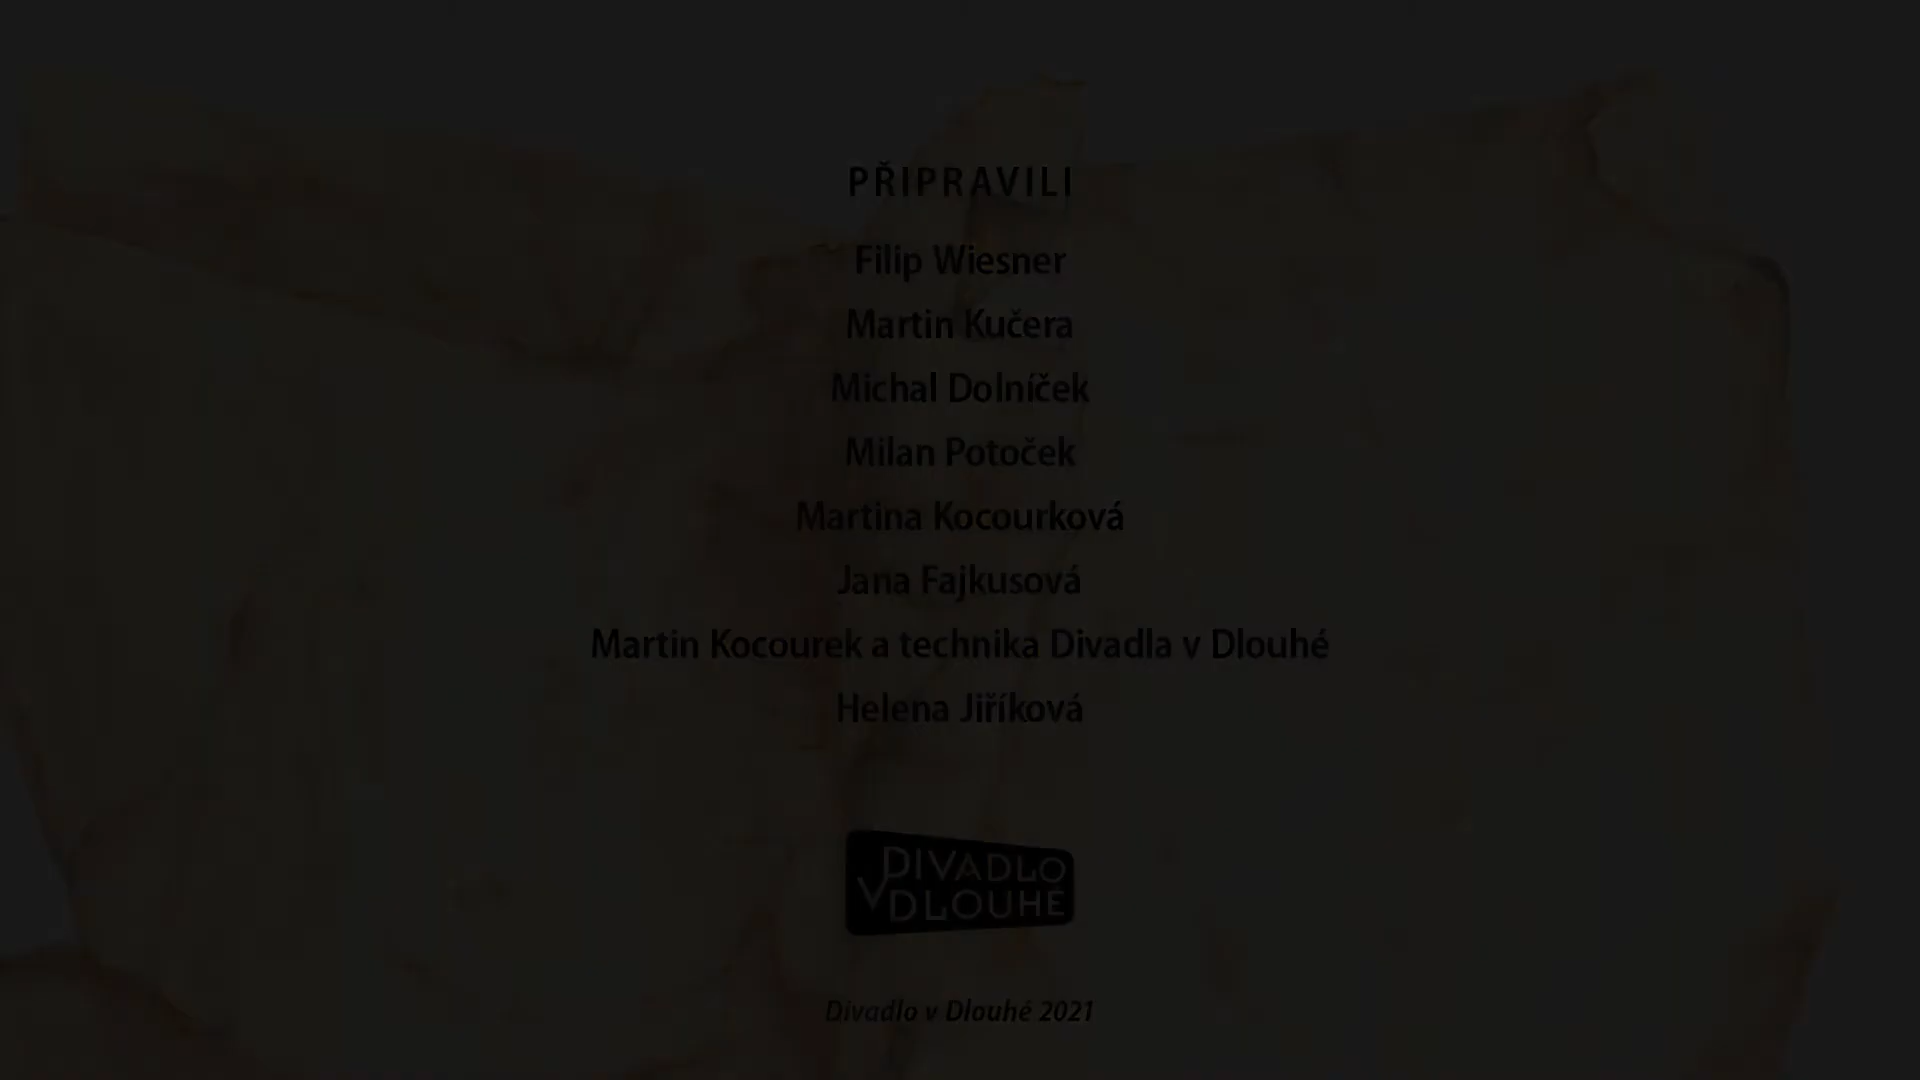 PŘIPRAVILI
Filip Wiesner
Martin Kučera
Michal Dolníček
Milan Potoček
Martina Kocourková
Jana Fajkusová
Martin Kocourek a technika Divadla v Dlouhé
Helena Jiříková
DIVADLO
V DLOUHÉ
Divadlo v Dlouhé 2021